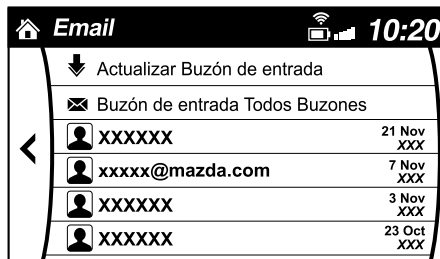 Email 10:20
Actualizar Buzón de entrada
Buzón de entrada Todos Buzones
XXXXXX 21 Nov
XXX
xxxxx@mazda.com 7 Nov
XXX
XXXXXX 3 Nov
XXX
XXXXXX 23 Oct
XXX